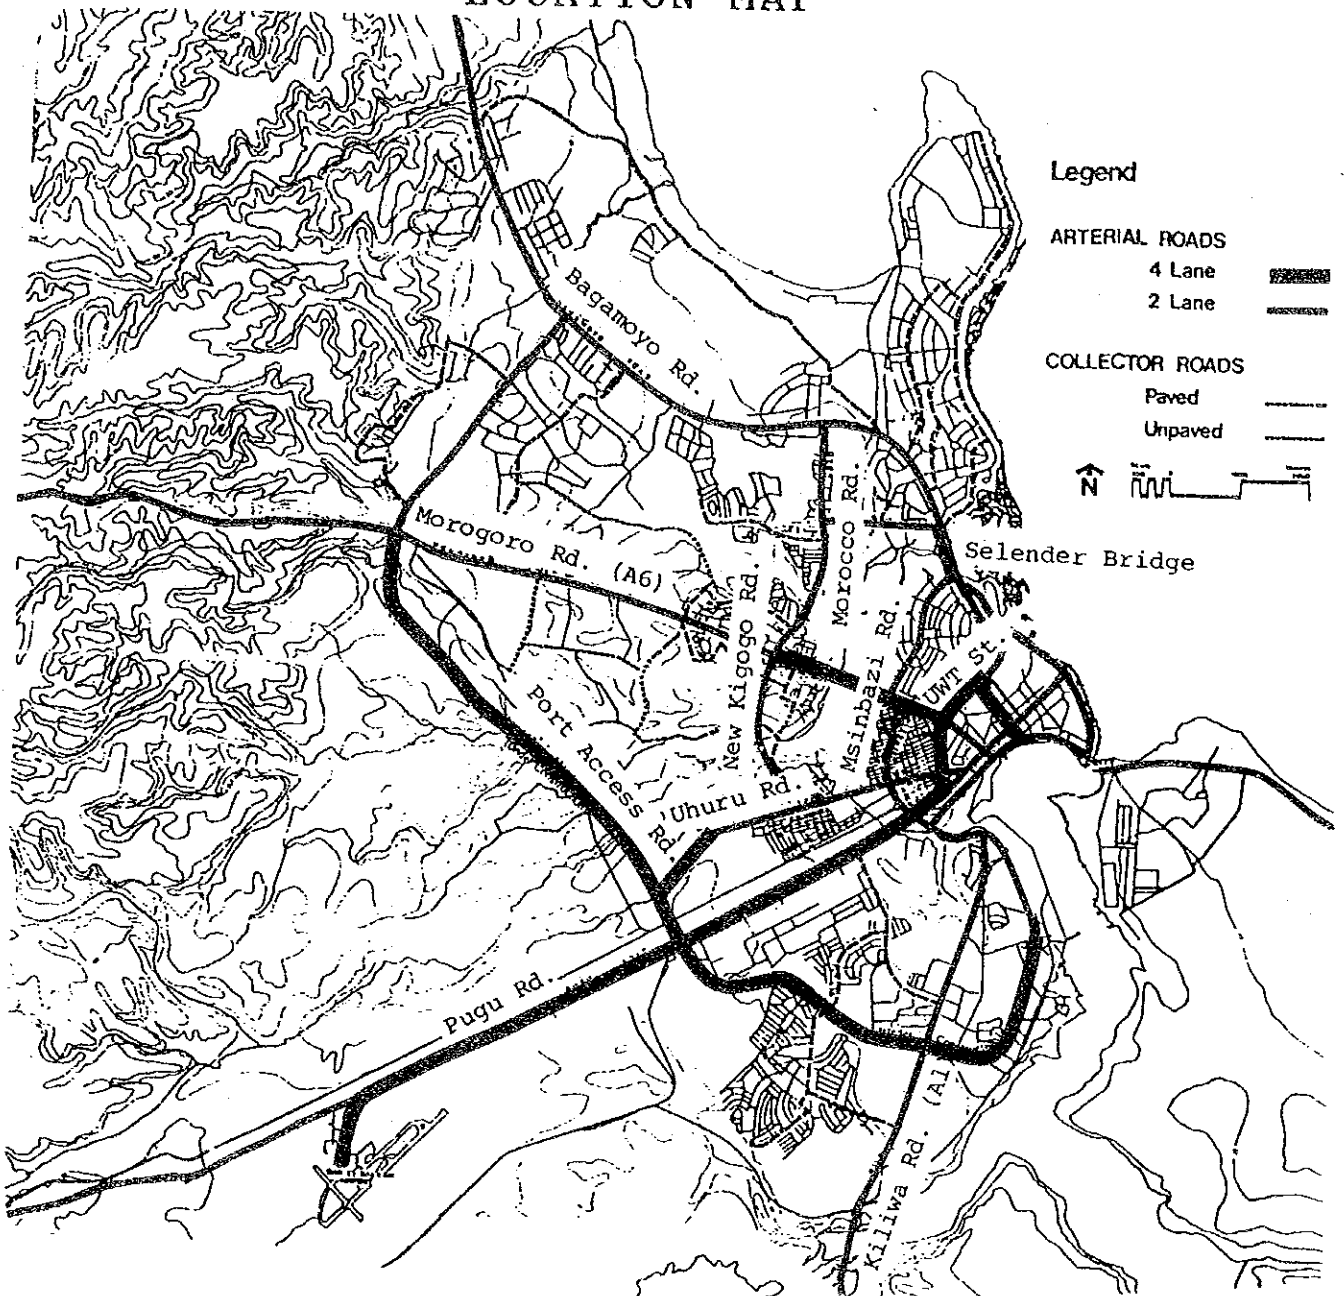 LOCATION MAP
Legend
ARTERIAL ROADS
4 Lane
2 Lane
COLLECTOR ROADS
Paved
Unpaved
N
Bagamoyo Rd.
Morogoro Rd. (A6)
New Kigogo Rd.
Morocco Rd.
Msinbazi Rd.
Selender Bridge
UWT St.
Port Access Rd.
Uhuru Rd.
Pugu Rd.
Kiliwa Rd. (A1